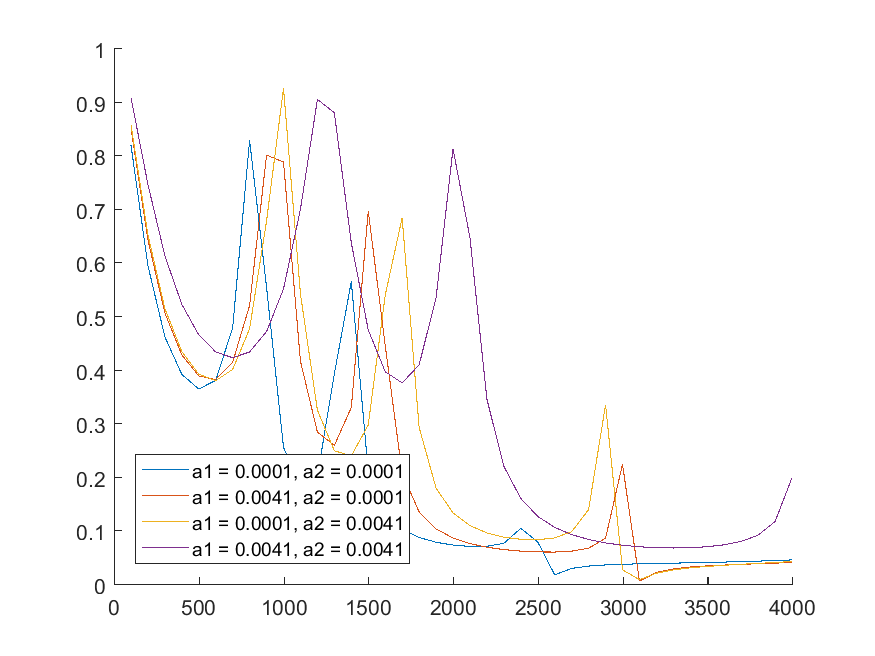 1
0.9
0.8
0.7
0.6
0.5
0.4
0.3
0.2
0.1
0
a1 = 0.0001, a2 = 0.0001
a1 = 0.0041, a2 = 0.0001
a1 = 0.0001, a2 = 0.0041
a1 = 0.0041, a2 = 0.0041
0 500 1000 1500 2000 2500 3000 3500 4000